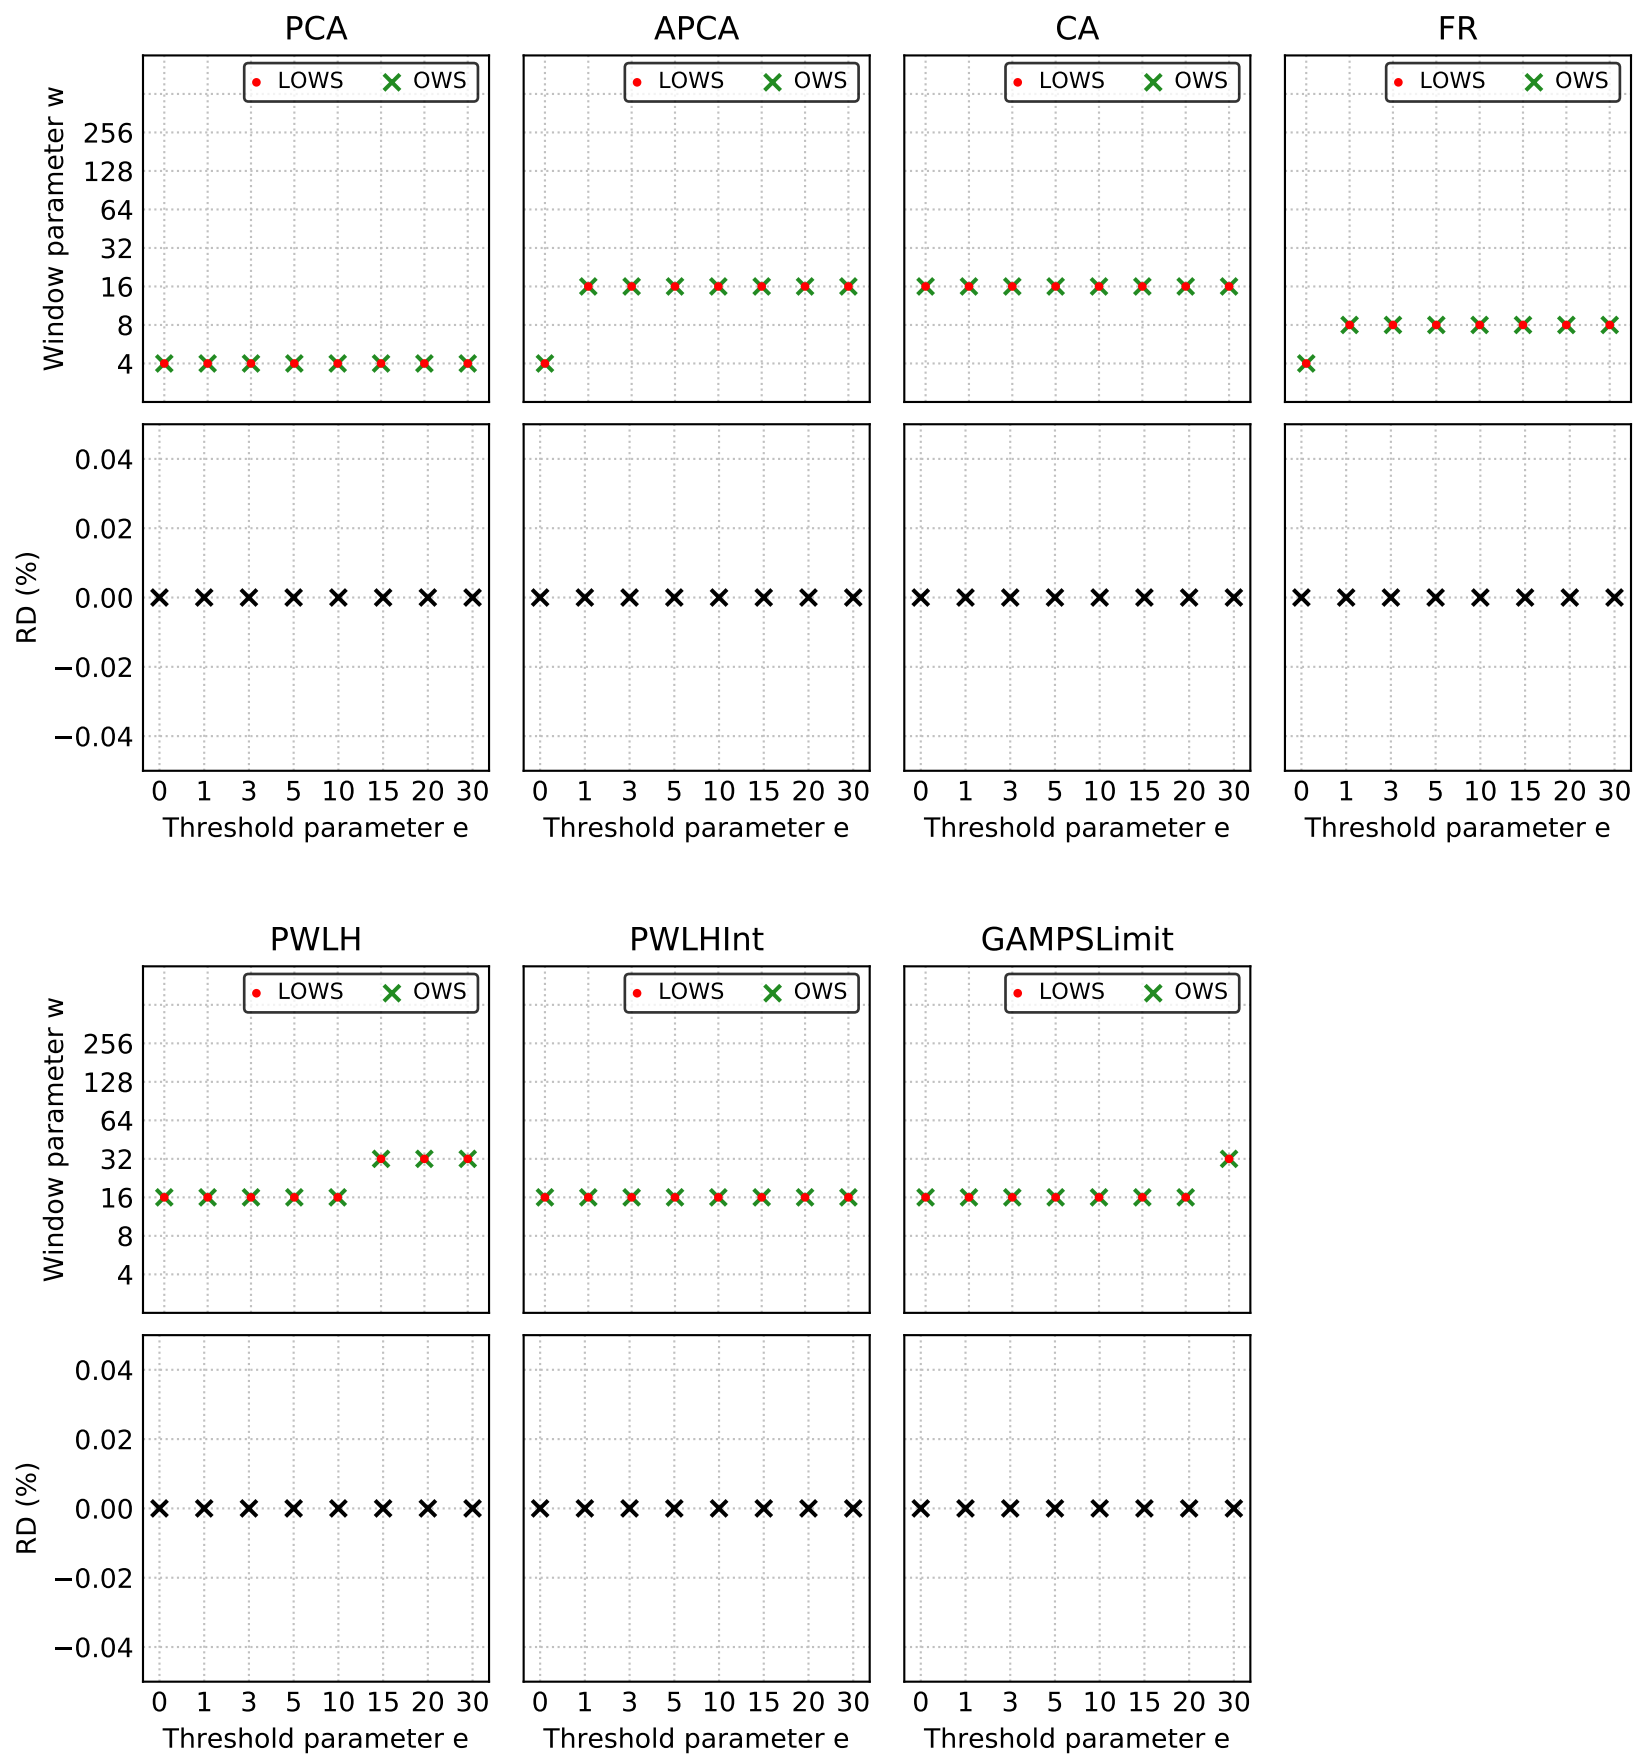 PCA APCA CA FR
LOWS OWS LOWS OWS LOWS OWS LOWS OWS
Window parameter w
256
128
64
32
16
8
4
RD (%)
0.04
0.02
0.00
−0.02
−0.04
0 1 3 5 10 15 20 30 0 1 3 5 10 15 20 30 0 1 3 5 10 15 20 30 0 1 3 5 10 15 20 30
Threshold parameter e Threshold parameter e Threshold parameter e Threshold parameter e
PWLH PWLHInt GAMPSLimit
LOWS OWS LOWS OWS LOWS OWS
Window parameter w
256
128
64
32
16
8
4
RD (%)
0.04
0.02
0.00
−0.02
−0.04
0 1 3 5 10 15 20 30 0 1 3 5 10 15 20 30 0 1 3 5 10 15 20 30
Threshold parameter e Threshold parameter e Threshold parameter e